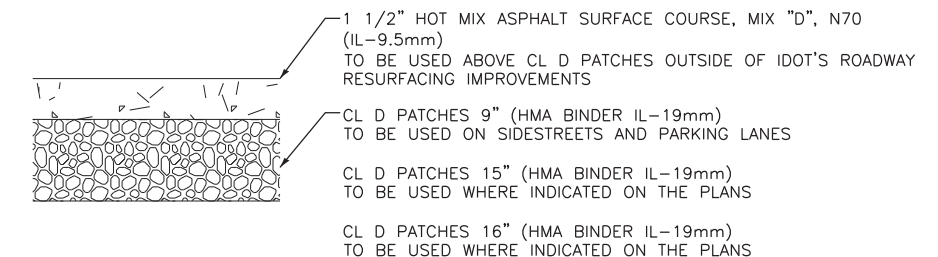 1 1/2" HOT MIX ASPHALT SURFACE COURSE, MIX "D", N70
(IL-9.5mm)
TO BE USED ABOVE CL D PATCHES OUTSIDE OF IDOT'S ROADWAY
RESURFACING IMPROVEMENTS
CL D PATCHES 9" (HMA BINDER IL-19mm)
TO BE USED ON SIDESTREETS AND PARKING LANES
CL D PATCHES 15" (HMA BINDER IL-19mm)
TO BE USED WHERE INDICATED ON THE PLANS
CL D PATCHES 16" (HMA BINDER IL-19mm)
TO BE USED WHERE INDICATED ON THE PLANS